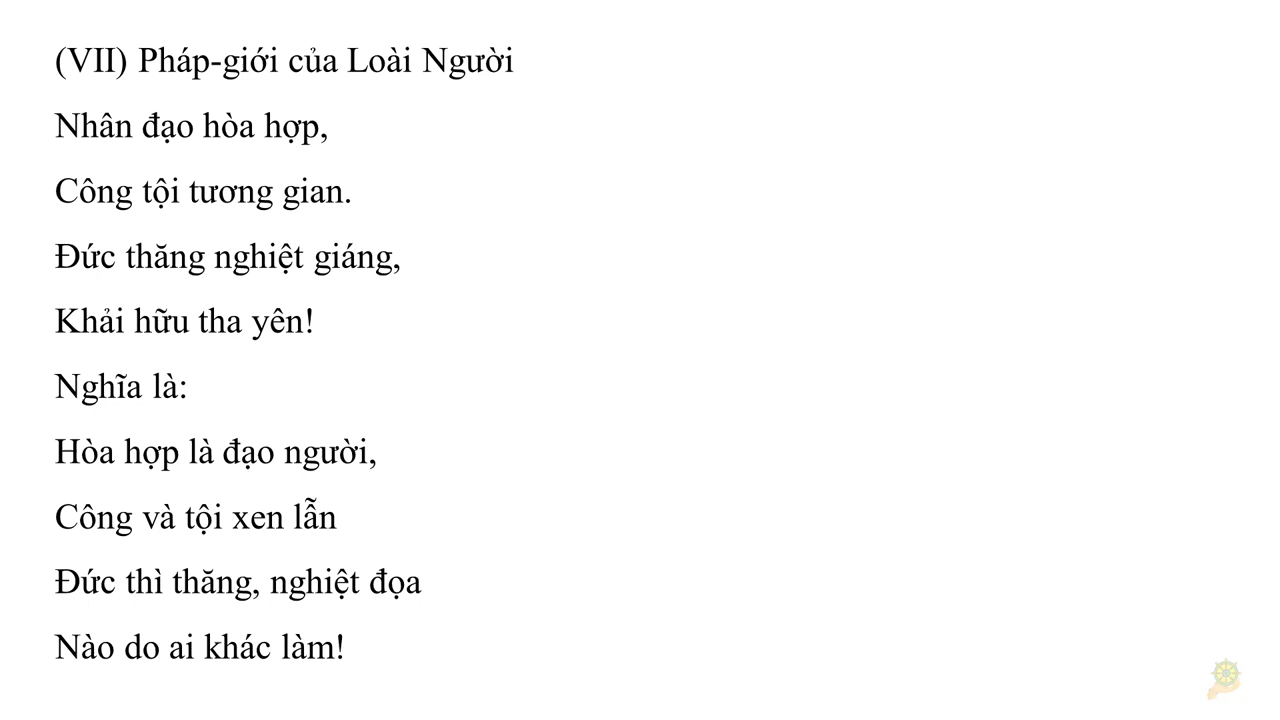 (VII) Pháp-giới của Loài Người
Nhân đạo hòa hợp,
Công tội tương gian.
Đức thăng nghiệt giáng,
Khải hữu tha yên!
Nghĩa là:
Hòa hợp là đạo người,
Công và tội xen lẫn
Đức thì thăng, nghiệt đọa
Nào do ai khác làm!